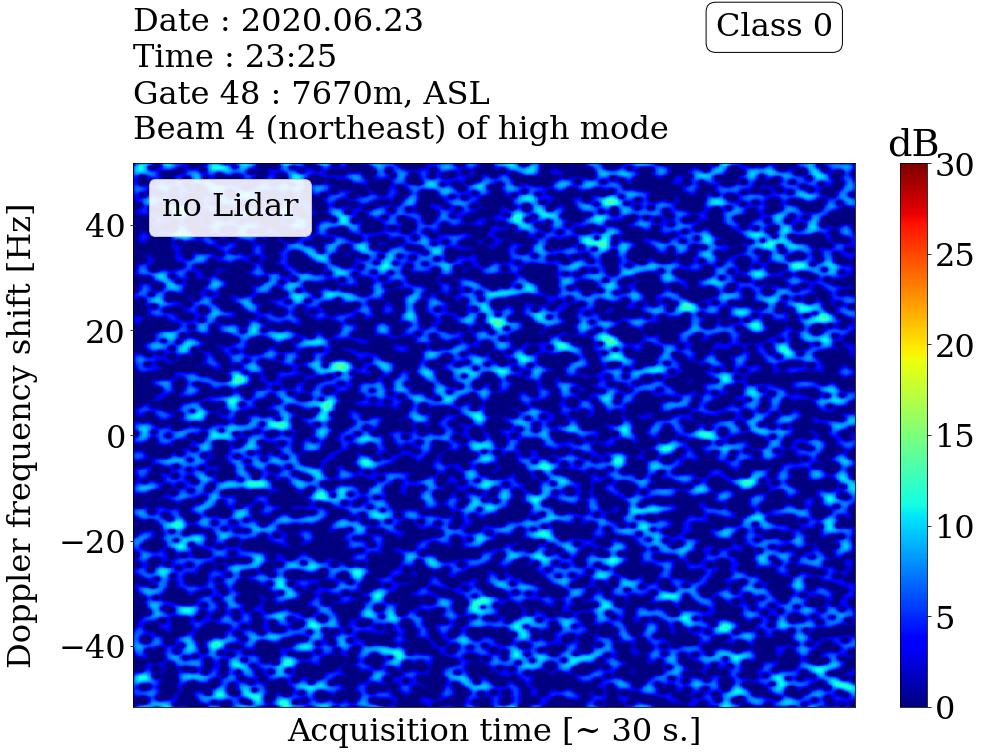 Date : 2020.06.23
Time : 23:25
Gate 48 : 7670m, ASL
Beam 4 (northeast) of high mode
Class 0
no Lidar
dB
30
25
20
15
10
5
0
Doppler frequency shift [Hz]
40
20
0
−20
−40
Acquisition time [~ 30 s.]